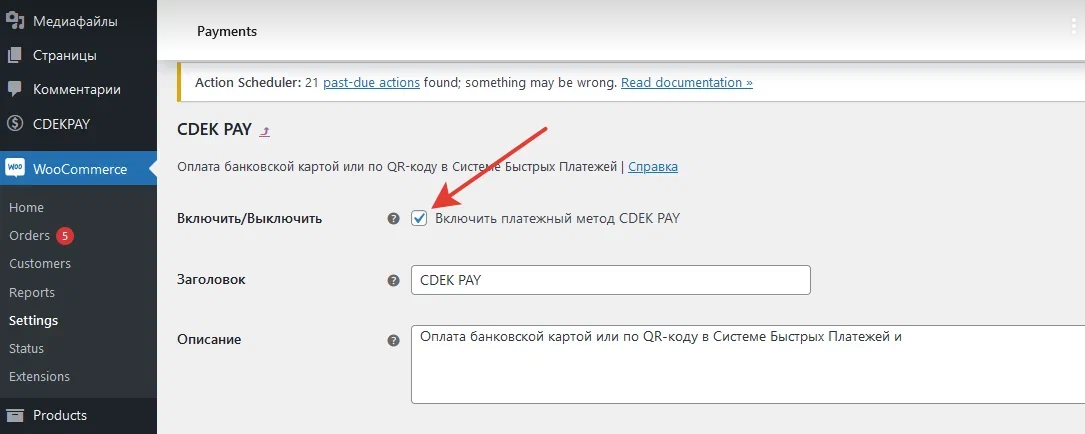 Медиафайлы
Страницы
Комментарии
CDEKPAY
WOO WooCommerce
Home
Orders 5
Customers
Reports
Settings
Status
Extensions
Products
Payments
Action Scheduler: 21 past-due actions found; something may be wrong. Read documentation »
CDEK PAY
Оплата банковской картой или по QR-коду в Системе Быстрых Платежей | Справка
Включить/Выключить ? Включить платежный метод CDEK PAY
Заголовок ? CDEK PAY
Описание ? Оплата банковской картой или по QR-коду в Системе Быстрых Платежей и